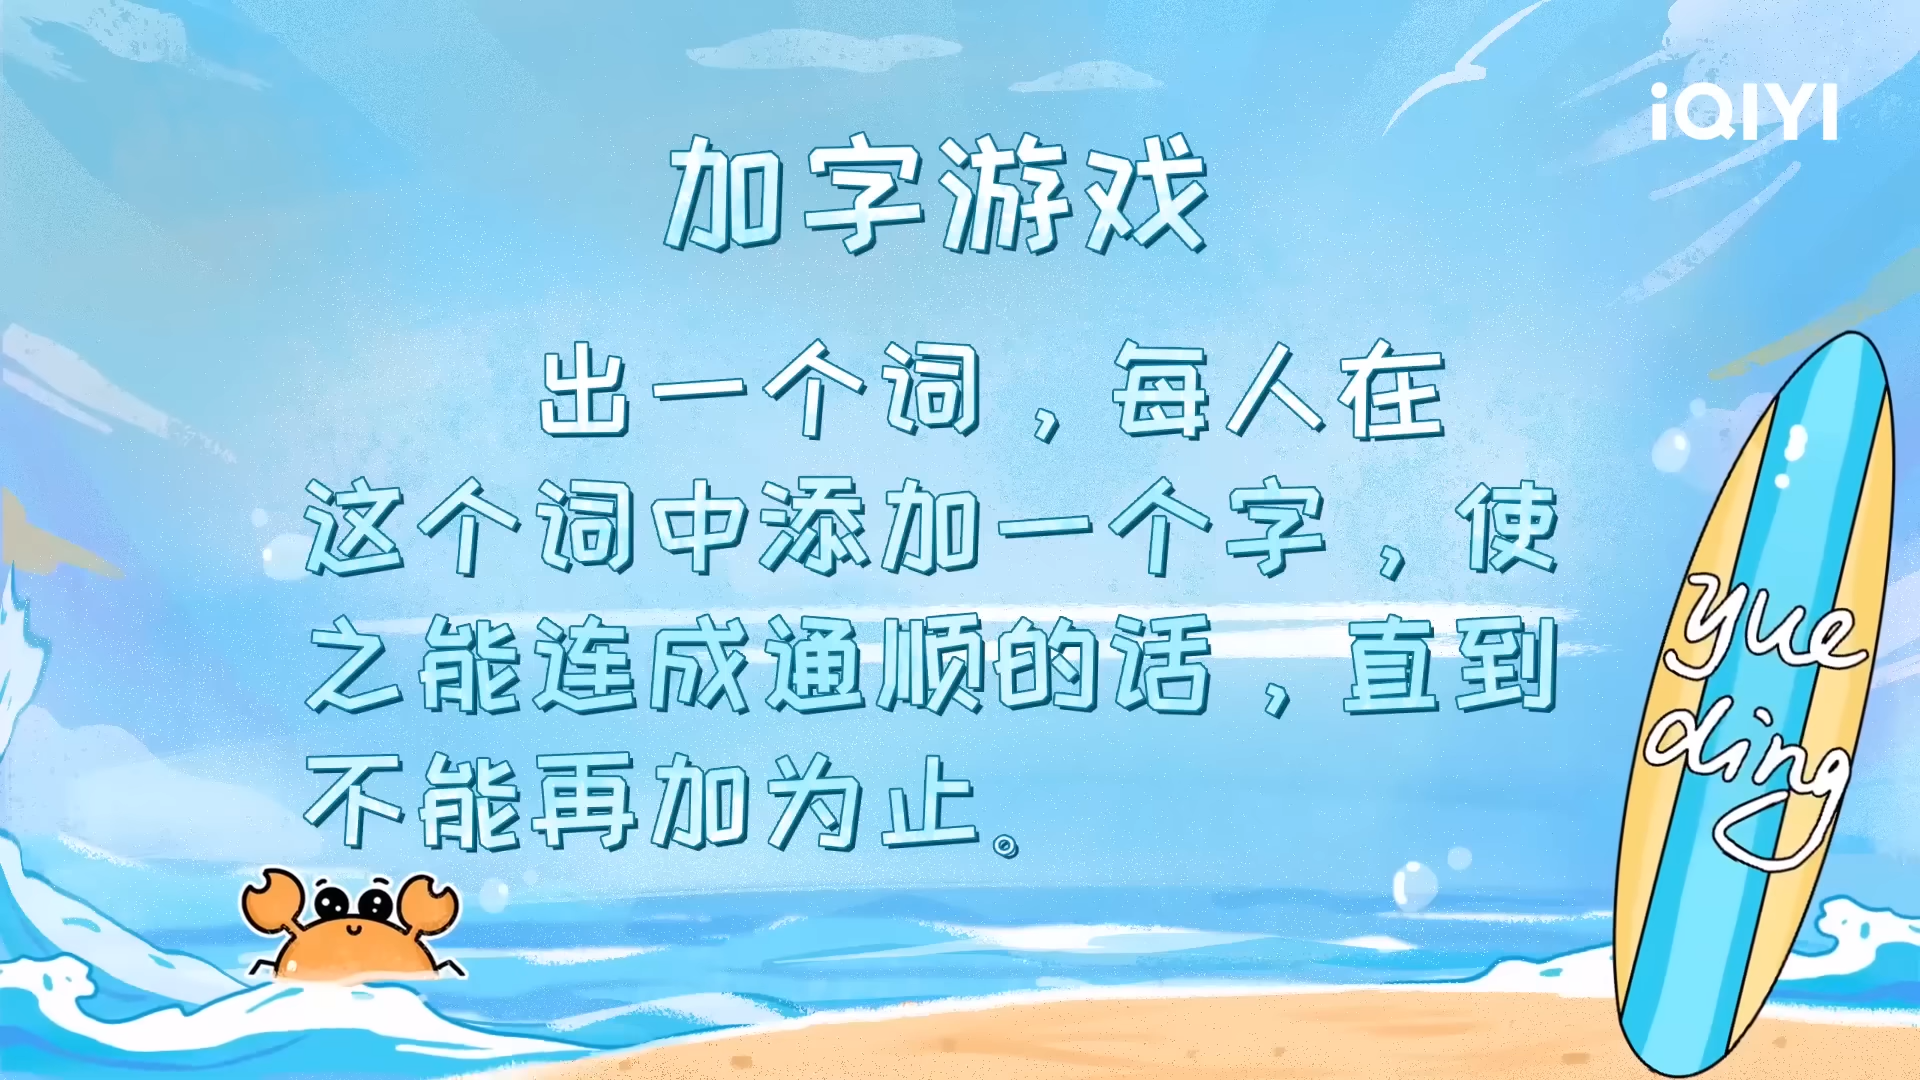 iQIYI
加字游戏
出一个词，每人在
这个词中添加一个字，使
之能连成通顺的话，直到
不能再加为止。
yue
ding